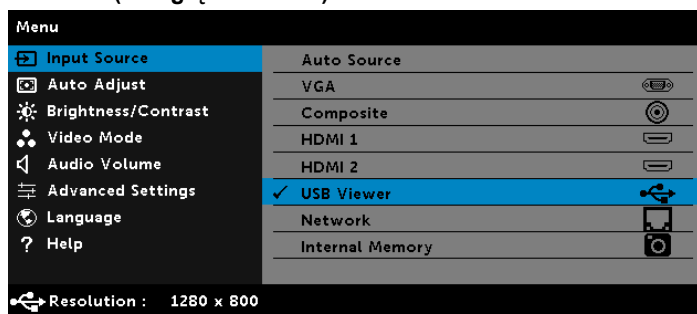 Menu
Input Source
Auto Adjust
Brightness/Contrast
Video Mode
Audio Volume
Advanced Settings
Language
? Help
Auto Source
VGA
Composite
HDMI 1
HDMI 2
✓ USB Viewer
Network
Internal Memory
Resolution : 1280 x 800